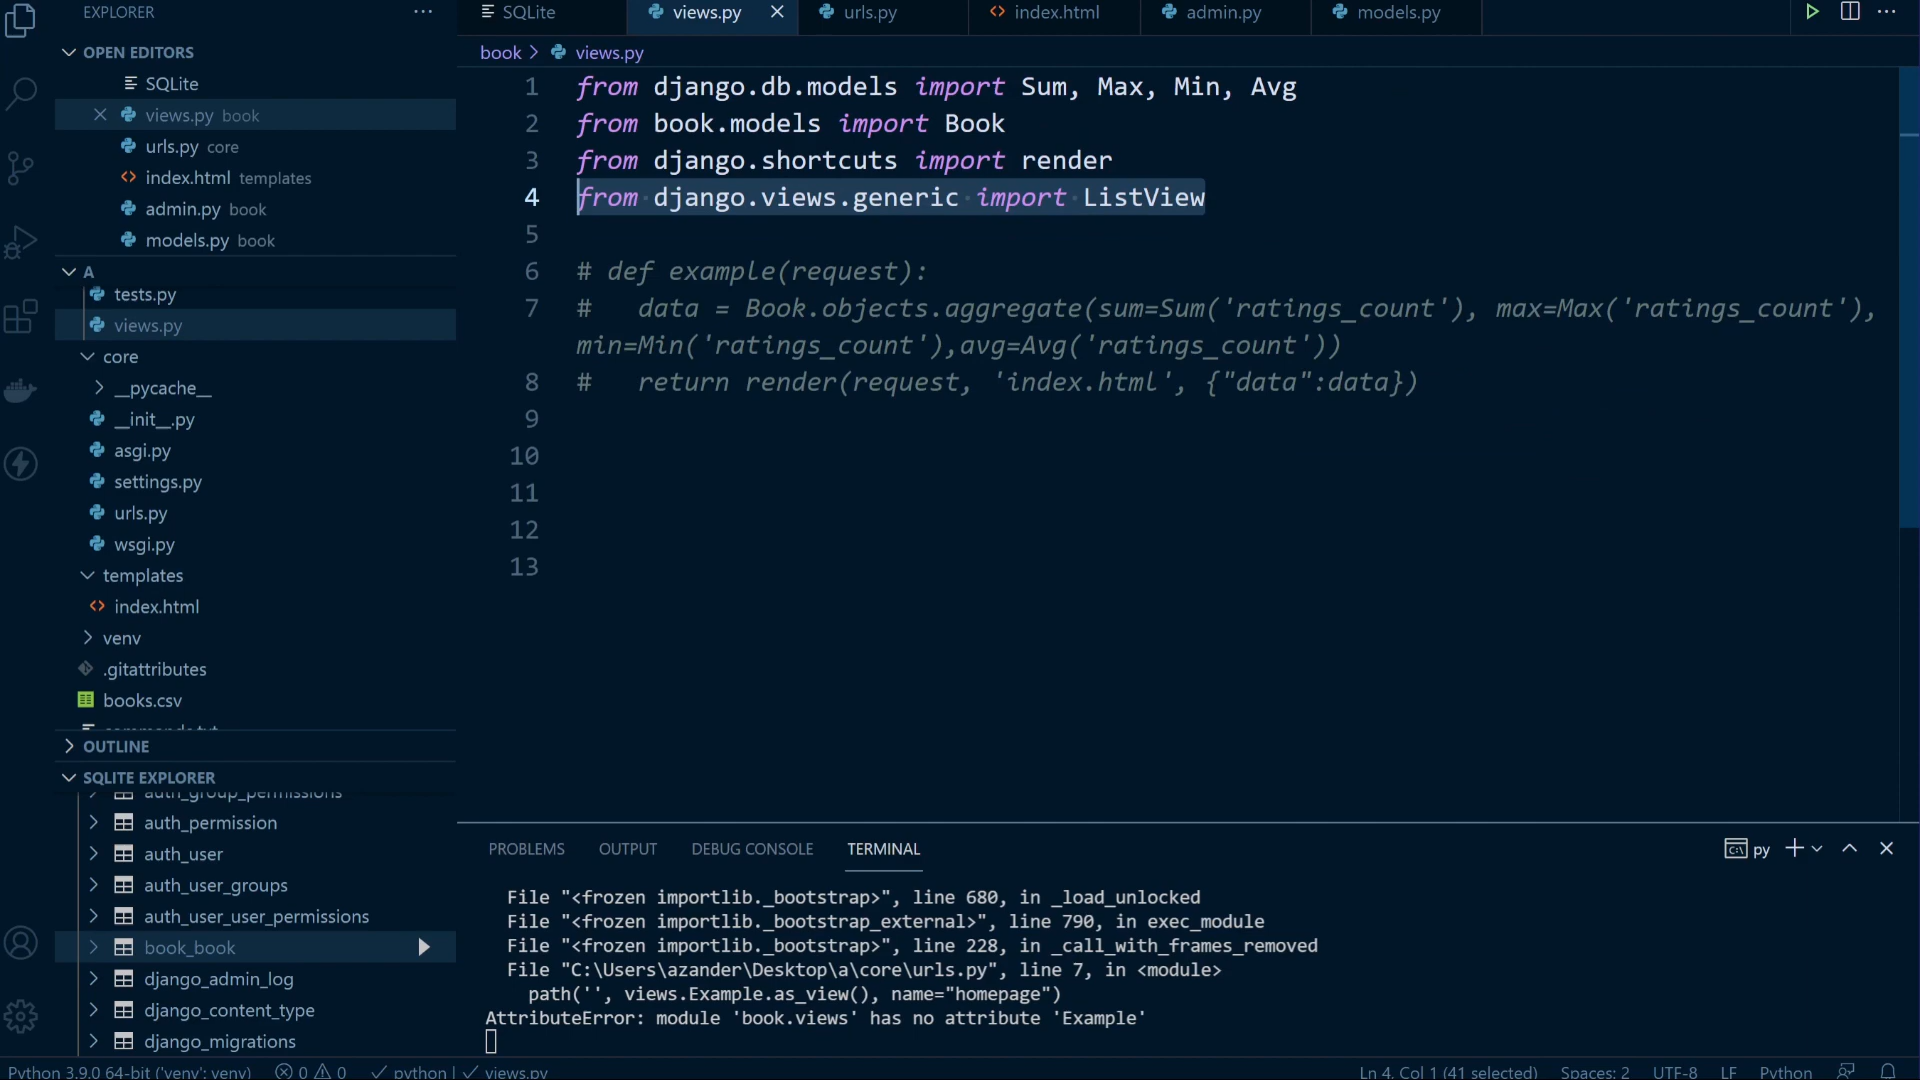 EXPLORER
OPEN EDITORS
SQLite
views.py book
urls.py core
index.html templates
admin.py book
models.py book
A
tests.py
views.py
core
__pycache__
__init__.py
asgi.py
settings.py
urls.py
wsgi.py
templates
index.html
venv
.gitattributes
books.csv
OUTLINE
SQLITE EXPLORER
auth_group_permissions
auth_permission
auth_user
auth_user_groups
auth_user_user_permissions
book_book
django_admin_log
django_content_type
django_migrations
SQLite views.py urls.py index.html admin.py models.py
book > views.py
1 from django.db.models import Sum, Max, Min, Avg
2 from book.models import Book
3 from django.shortcuts import render
4 from django.views.generic import ListView
5
6 # def example(request):
7 #   data = Book.objects.aggregate(sum=Sum('ratings_count'), max=Max('ratings_count'),
min=Min('ratings_count'),avg=Avg('ratings_count'))
8 #   return render(request, 'index.html', {"data":data})
9
10
11
12
13
PROBLEMS OUTPUT DEBUG CONSOLE TERMINAL py
File "<frozen importlib._bootstrap>", line 680, in _load_unlocked
File "<frozen importlib._bootstrap_external>", line 790, in exec_module
File "<frozen importlib._bootstrap>", line 228, in _call_with_frames_removed
File "C:\Users\azander\Desktop\a\core\urls.py", line 7, in <module>
path('', views.Example.as_view(), name="homepage")
AttributeError: module 'book.views' has no attribute 'Example'
Python 3.9.0 64-bit ('venv': venv) 0 0 python | views.py Ln 4, Col 1 (41 selected) Spaces: 2 UTF-8 LF Python